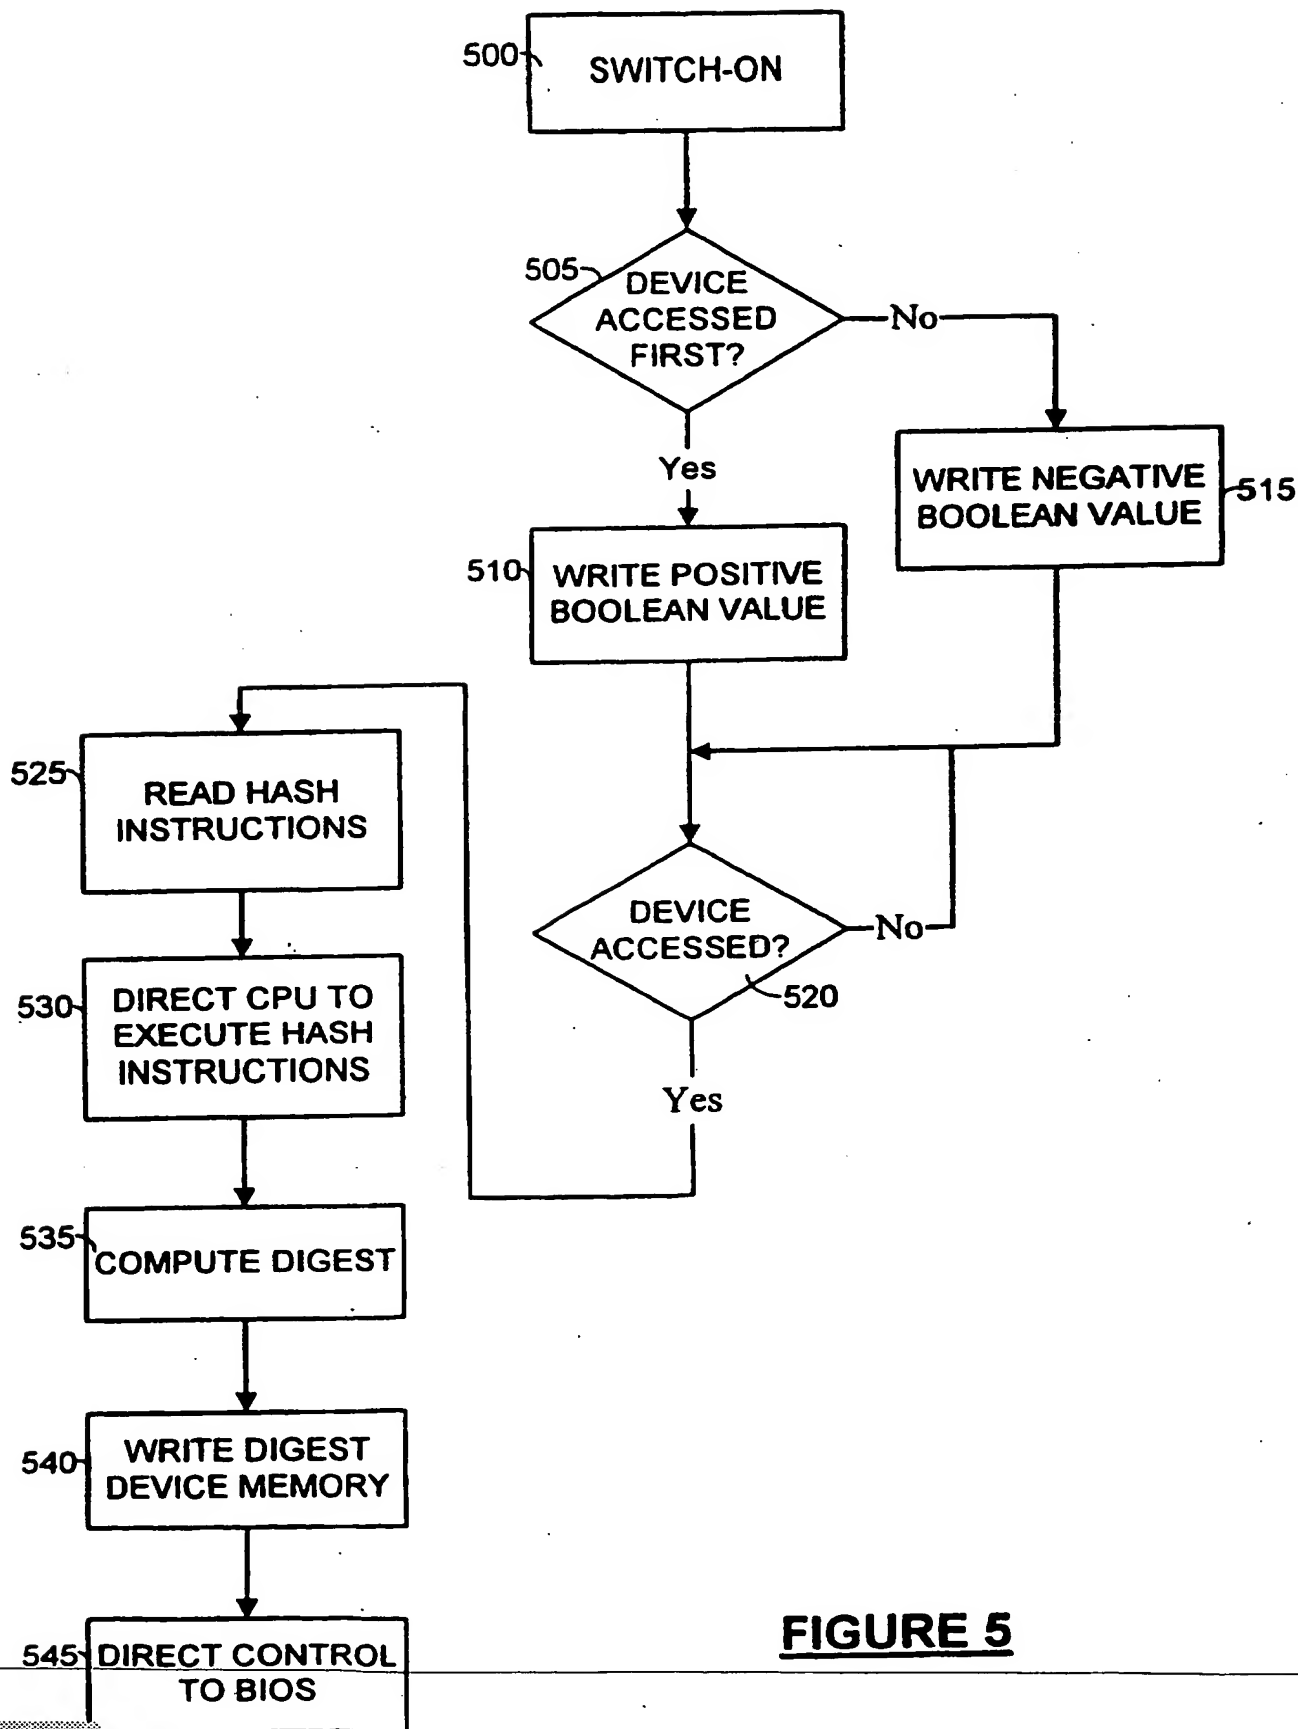 500
SWITCH-ON
505
DEVICE
ACCESSED
FIRST?
No
Yes
WRITE NEGATIVE
BOOLEAN VALUE
515
510
WRITE POSITIVE
BOOLEAN VALUE
525
READ HASH
INSTRUCTIONS
DEVICE
ACCESSED?
No
520
Yes
530
DIRECT CPU TO
EXECUTE HASH
INSTRUCTIONS
535
COMPUTE DIGEST
540
WRITE DIGEST
DEVICE MEMORY
545
DIRECT CONTROL
TO BIOS
FIGURE 5